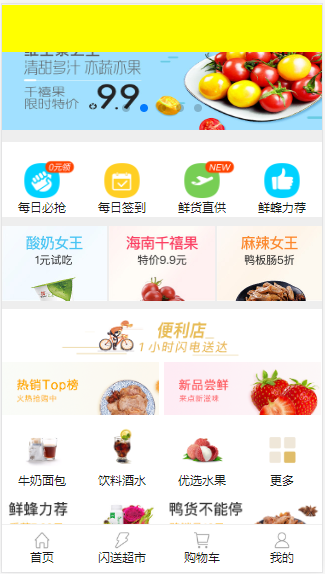 清甜多汁 亦蔬亦果
千禧果
限时特价 ¥9.9
0元领
NEW
每日必抢
每日签到
鲜货直供
鲜蜂力荐
酸奶女王
海南千禧果
麻辣女王
1元试吃
特价9.9元
鸭板肠5折
便利店
1小时闪电送达
热销Top榜
火热抢购中
新品尝鲜
来点新滋味
牛奶面包
饮料酒水
优选水果
更多
鲜蜂力荐
鸭货不能停
首页
闪送超市
购物车
我的